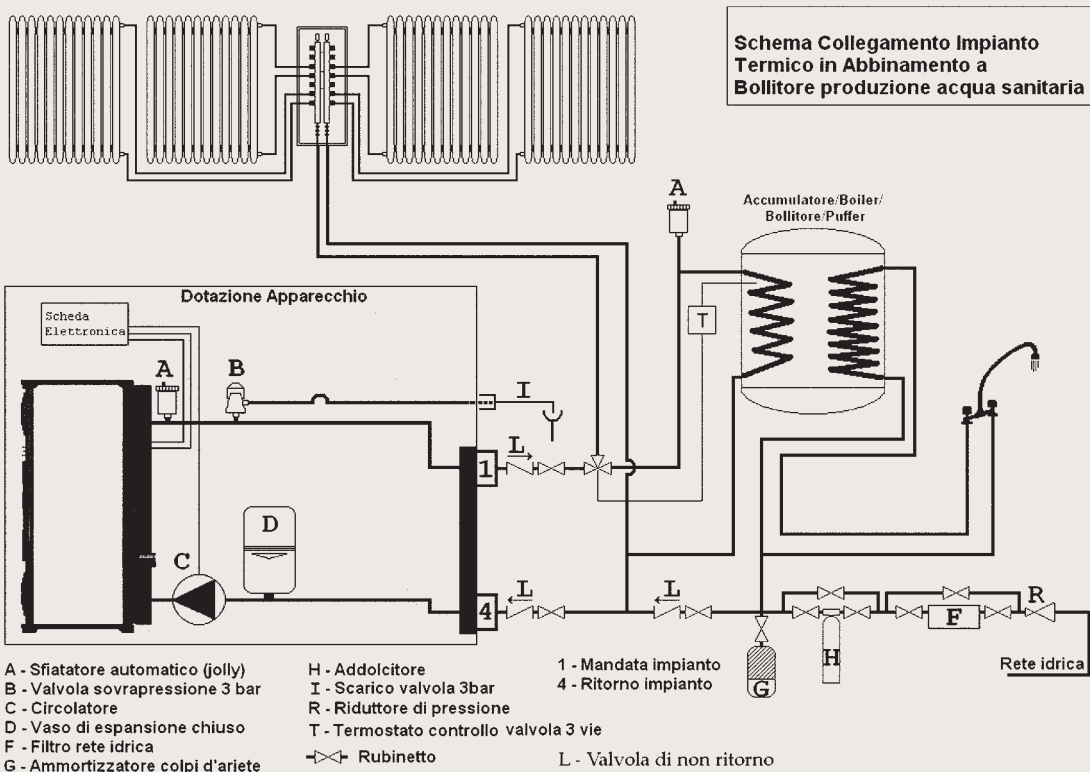 Schema Collegamento Impianto
Termico in Abbinamento a
Bollitore produzione acqua sanitaria
A
Accumulatore/Boiler/
Bollitore/Puffer
Dotazione Apparecchio
Scheda
Elettronica
T
A
B
I
L
1
D
C
L
L
4
R
F
H
G
Rete idrica
A - Sfiatatore automatico (jolly)
B - Valvola sovrapressione 3 bar
C - Circolatore
D - Vaso di espansione chiuso
F - Filtro rete idrica
G - Ammortizzatore colpi d'ariete
H - Addolcitore
I - Scarico valvola 3bar
R - Riduttore di pressione
T - Termostato controllo valvola 3 vie
Rubinetto
1 - Mandata impianto
4 - Ritorno impianto
L - Valvola di non ritorno